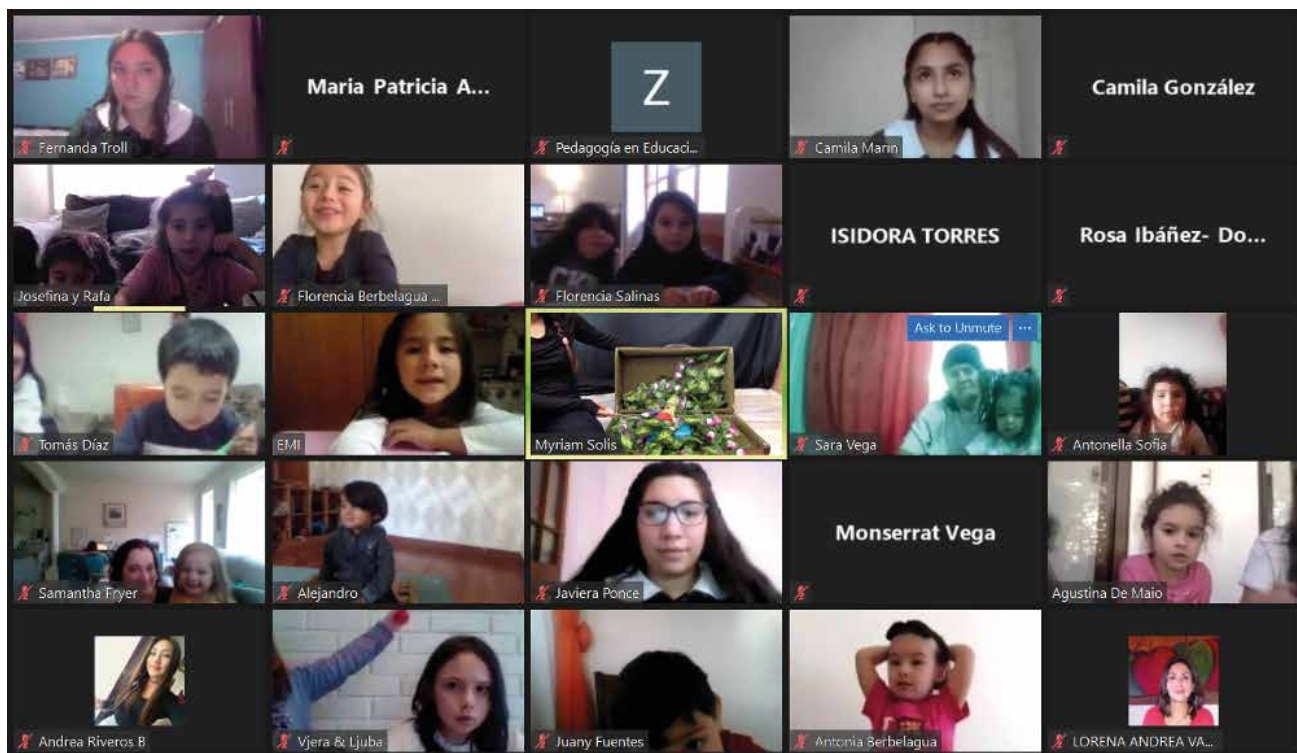 Fernanda Troll
Maria Patricia A...
Z
Pedagogía en Educaci...
Camila Marin
Camila González
Josefina y Rafa
Florencia Berbelagua ...
Florencia Salinas
ISIDORA TORRES
Rosa Ibáñez- Do...
Tomás Díaz
EMI
Myriam Solís
Ask to Unmute ...
Sara Vega
Antonella Sofia
Samantha Fryer
Alejandro
Javiera Ponce
Monserrat Vega
Agustina De Maio
Andrea Riveros B
Vjera & Ljuba
Juany Fuentes
Antonia Berbelagua
LORENA ANDREA VA...